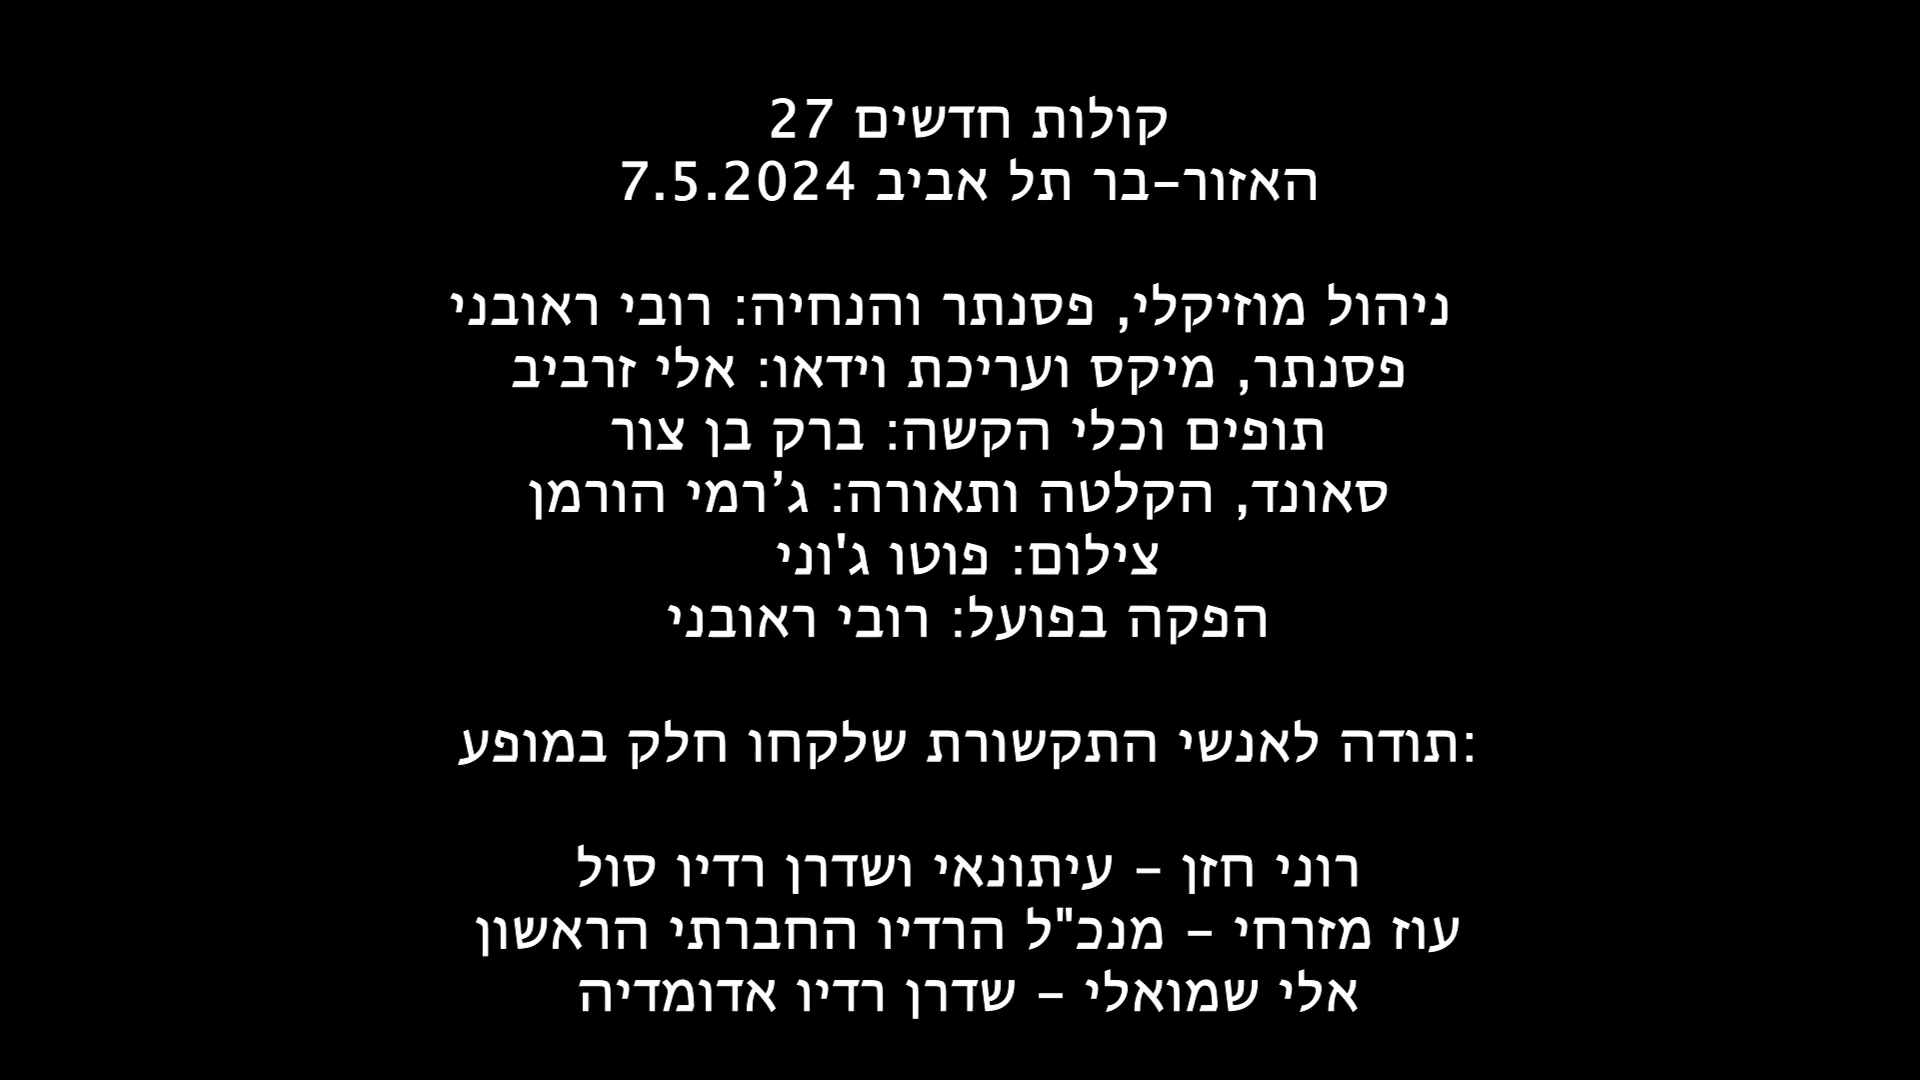 קולות חדשים 27
האזור-בר תל אביב 7.5.2024
ניהול מוזיקלי, פסנתר והנחיה: רובי ראובני
פסנתר, מיקס ועריכת וידאו: אלי זרביב
תופים וכלי הקשה: ברק בן צור
סאונד, הקלטה ותאורה: ג׳רמי הורמן
צילום: פוטו ג'וני
הפקה בפועל: רובי ראובני
:תודה לאנשי התקשורת שלקחו חלק במופע
רוני חזן - עיתונאי ושדרן רדיו סול
עוז מזרחי - מנכ"ל הרדיו החברתי הראשון
אלי שמואלי - שדרן רדיו אדומדיה